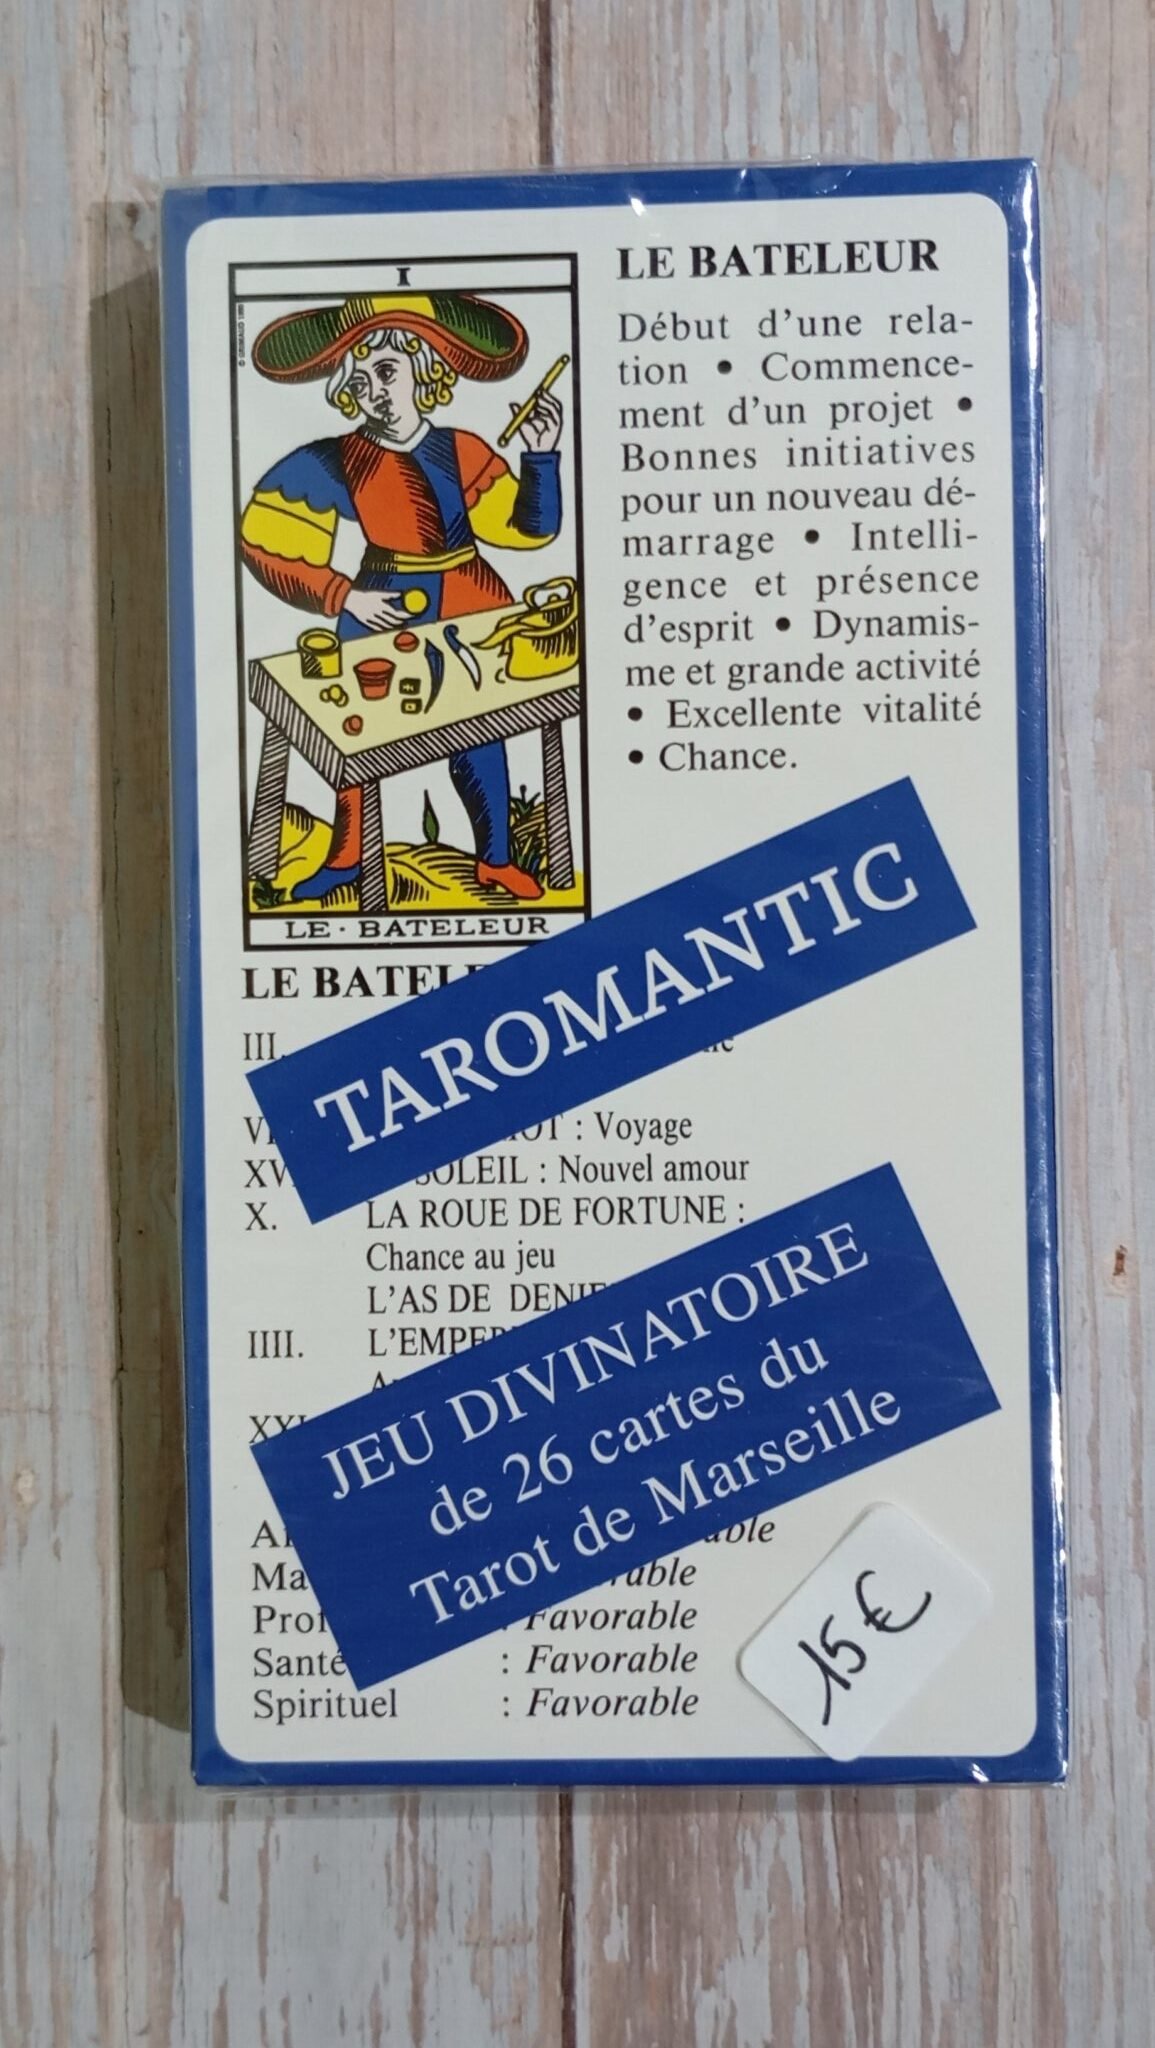 I
© GRIMAUD
LE · BATELEUR
LE BATELEUR
Début d’une rela-
tion • Commence-
ment d’un projet •
Bonnes initiatives
pour un nouveau dé-
marrage • Intelli-
gence et présence
d’esprit • Dynamis-
me et grande activité
• Excellente vitalité
• Chance.
LE
III.
TAROMANTIC
: Voyage
SOLEIL : Nouvel amour
X. LA ROUE DE FORTUNE :
Chance au jeu
L’AS DE
IIII.
JEU DIVINATOIRE
de 26 cartes du
Tarot de Marseille
: Favorable
Santé : Favorable
Spirituel : Favorable
15€